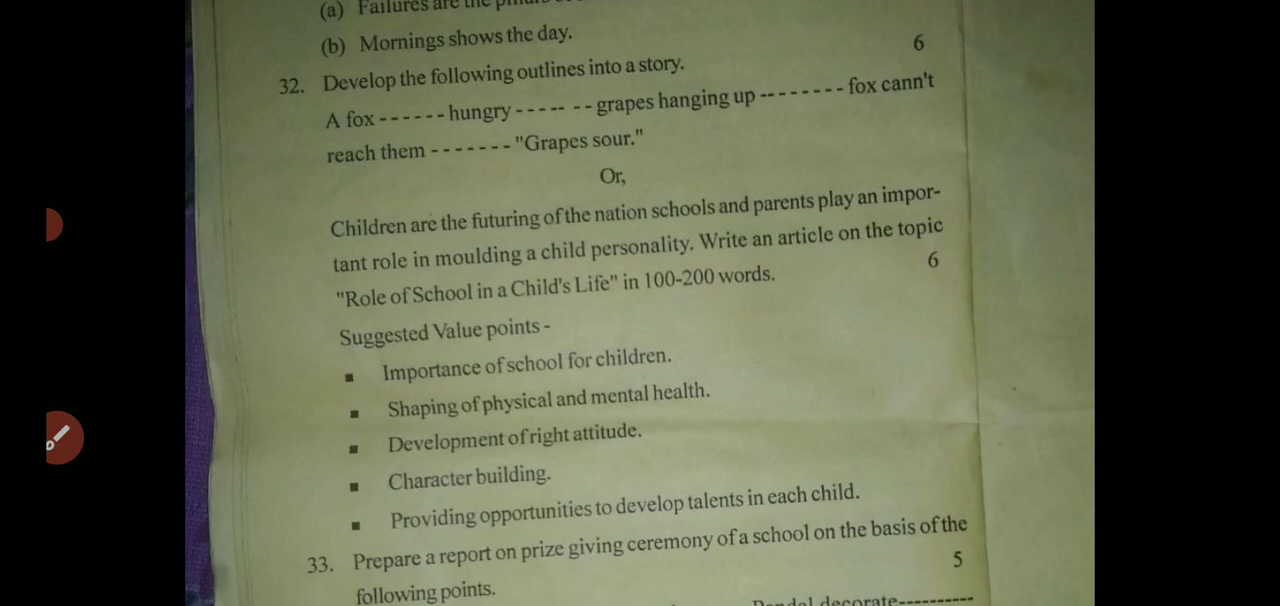 (a) Failures are the
(b) Mornings shows the day.
32. Develop the following outlines into a story. 6
A fox - - - - - - hungry - - - - - - - grapes hanging up - - - - - - - - fox cann't
reach them - - - - - - - "Grapes sour."
Or,
Children are the futuring of the nation schools and parents play an impor-
tant role in moulding a child personality. Write an article on the topic
"Role of School in a Child's Life" in 100-200 words. 6
Suggested Value points -
▪ Importance of school for children.
▪ Shaping of physical and mental health.
▪ Development of right attitude.
▪ Character building.
▪ Providing opportunities to develop talents in each child.
33. Prepare a report on prize giving ceremony of a school on the basis of the
following points. 5
decorate----------